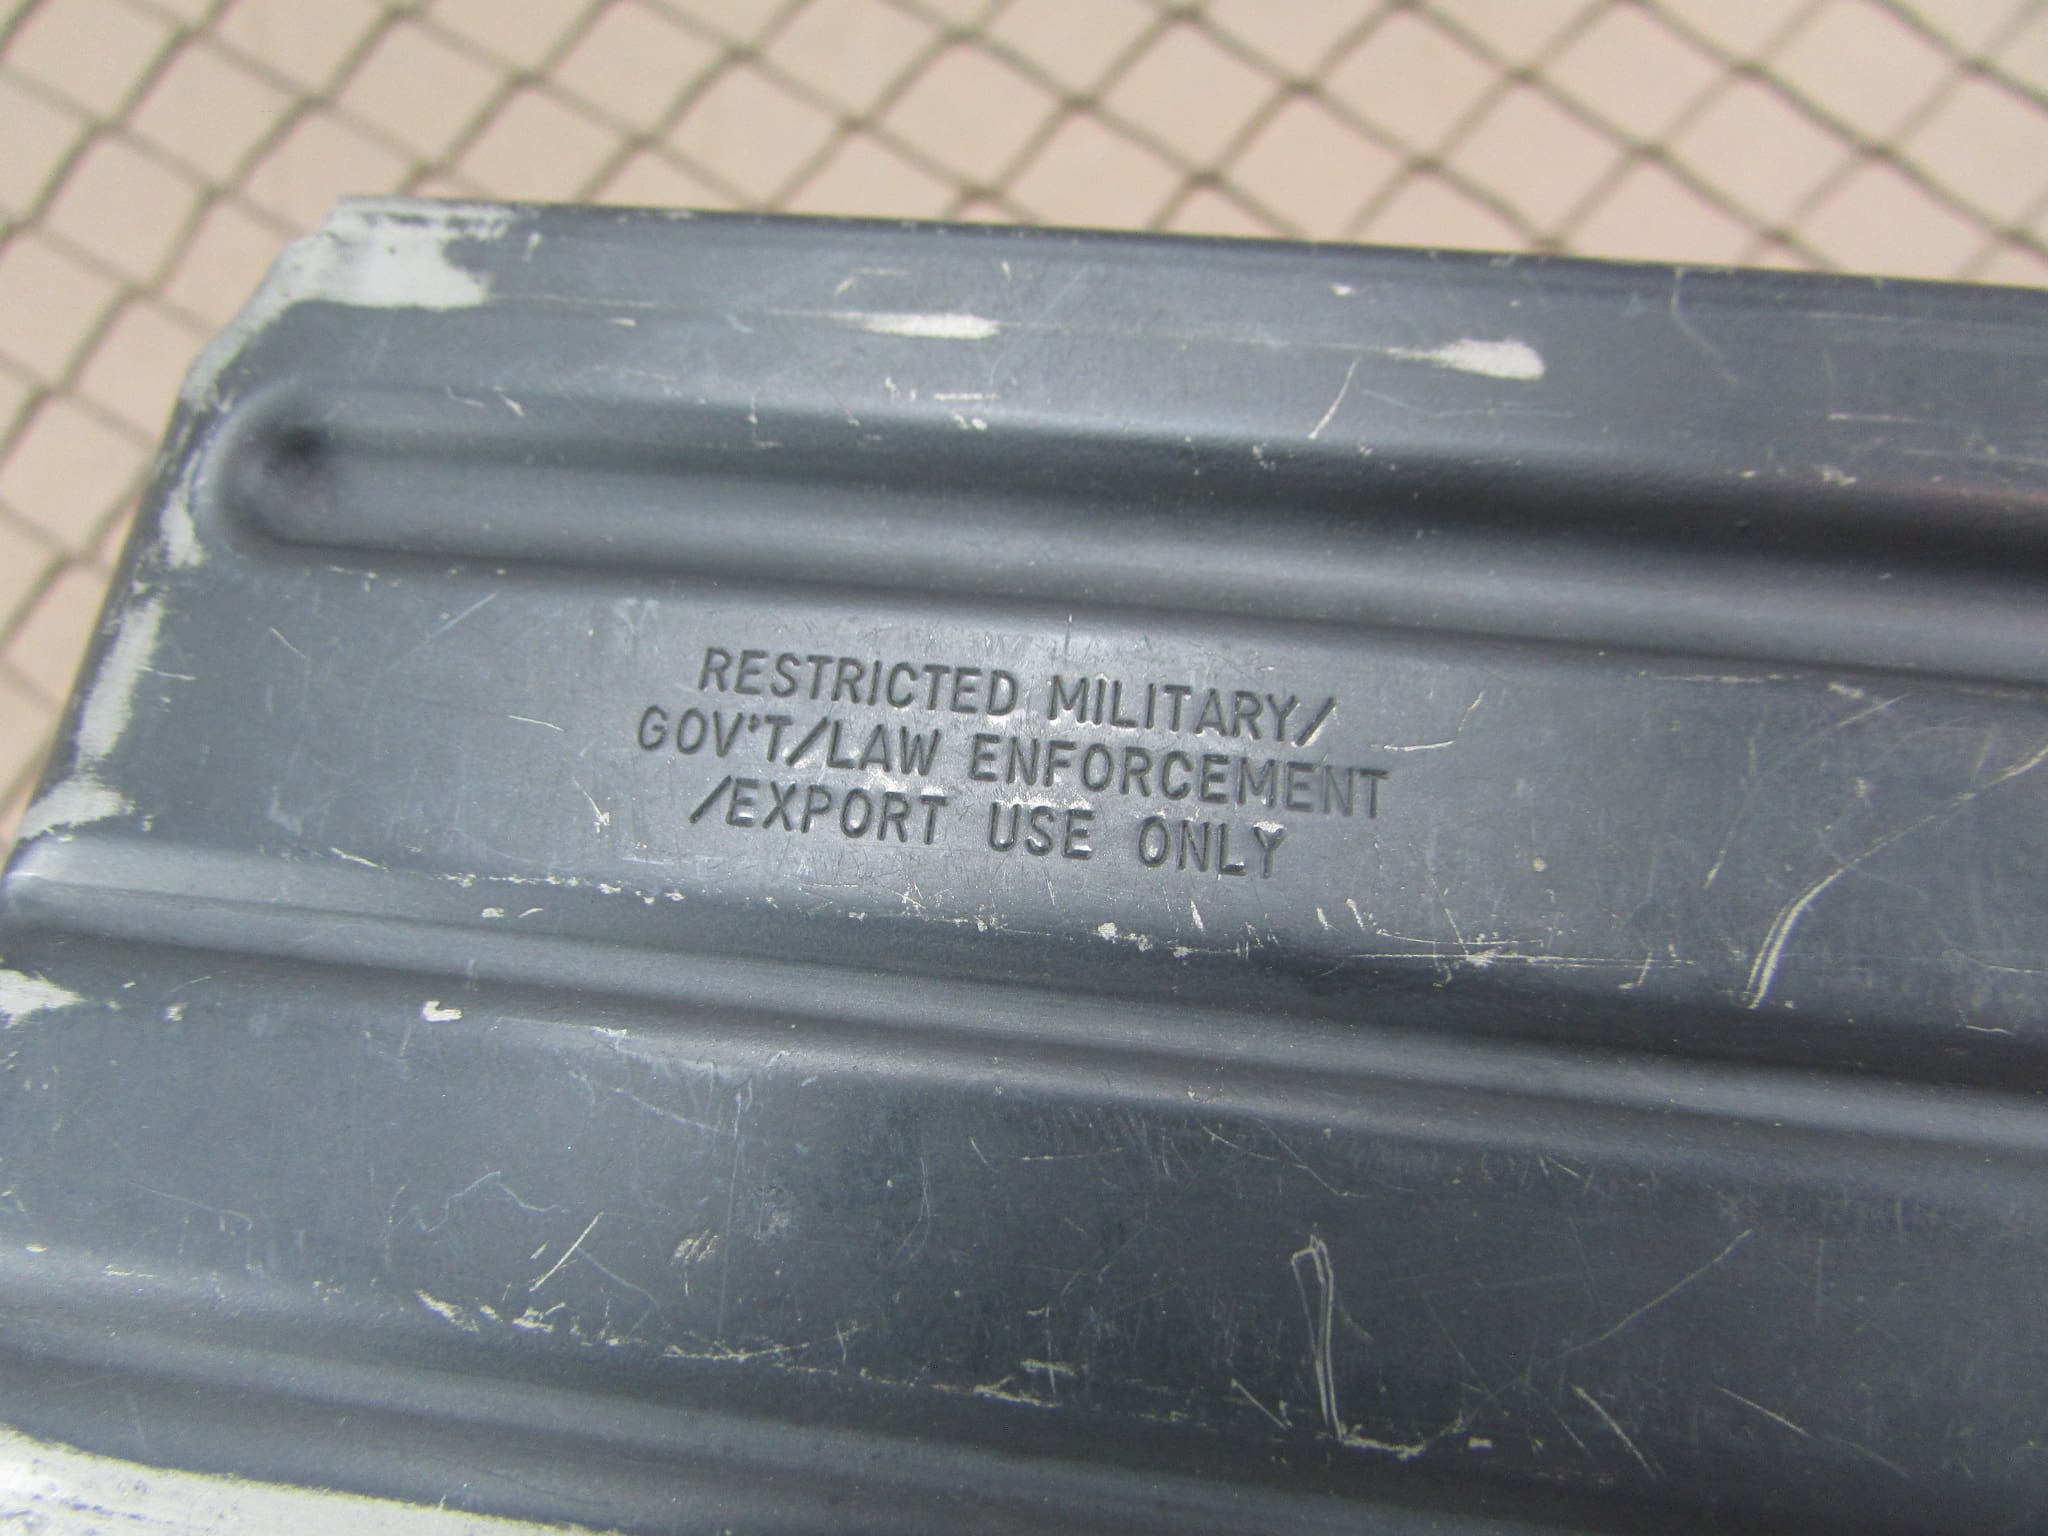 RESTRICTED MILITARY/
GOV'T/LAW ENFORCEMENT
/EXPORT USE ONLY